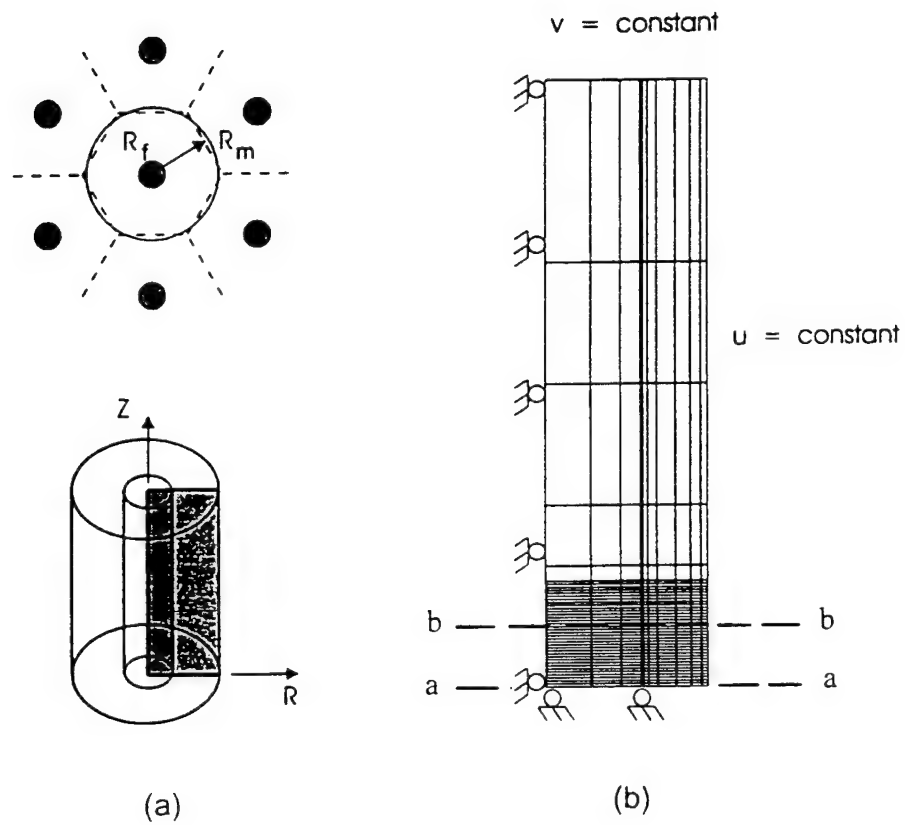 v = constant
R_f
R_m
u = constant
Z
R
b
b
a
a
(a)
(b)